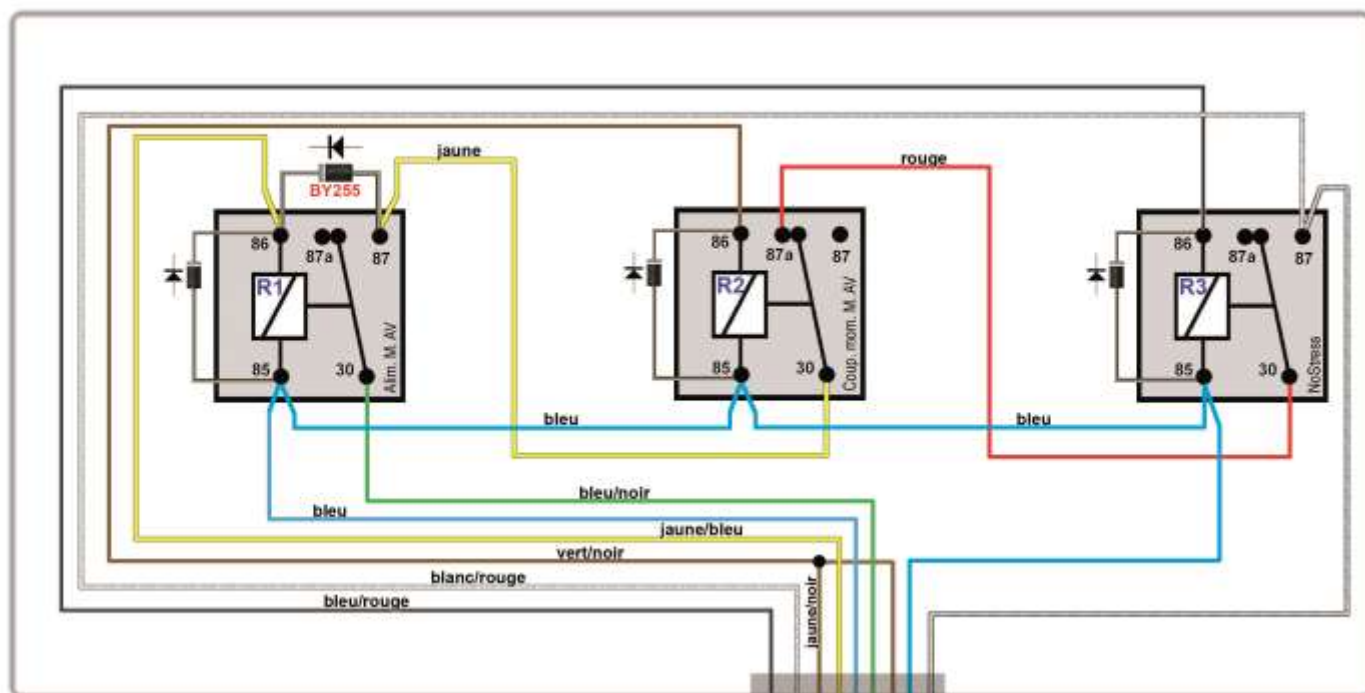 jaune
rouge
BY255
86
87a
87
R1
85
30
Alim. M. AV
86
87a
87
R2
85
30
Coup. mom. M. AV
86
87a
87
R3
85
30
NoStress
bleu
bleu
bleu/noir
bleu
jaune/bleu
vert/noir
blanc/rouge
bleu/rouge
jaune/noir